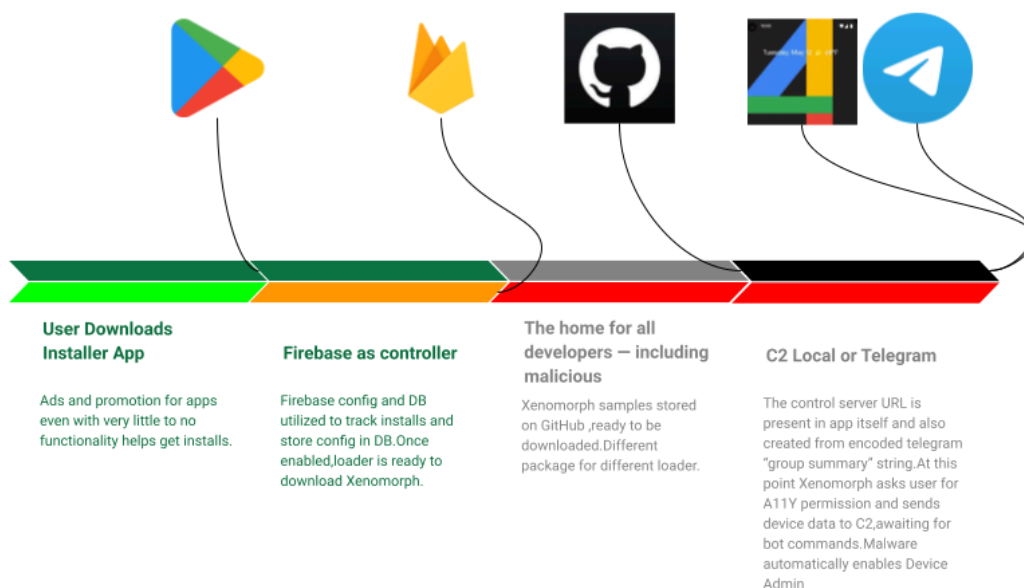 User Downloads
Installer App
Ads and promotion for apps
even with very little to no
functionality helps get installs.
Firebase as controller
Firebase config and DB
utilized to track installs and
store config in DB.Once
enabled,loader is ready to
download Xenomorph.
The home for all
developers — including
malicious
Xenomorph samples stored
on GitHub ,ready to be
downloaded.Different
package for different loader.
C2 Local or Telegram
The control server URL is
present in app itself and also
created from encoded telegram
“group summary” string.At this
point Xenomorph asks user for
A11Y permission and sends
device data to C2,awaiting for
bot commands.Malware
automatically enables Device
Admin